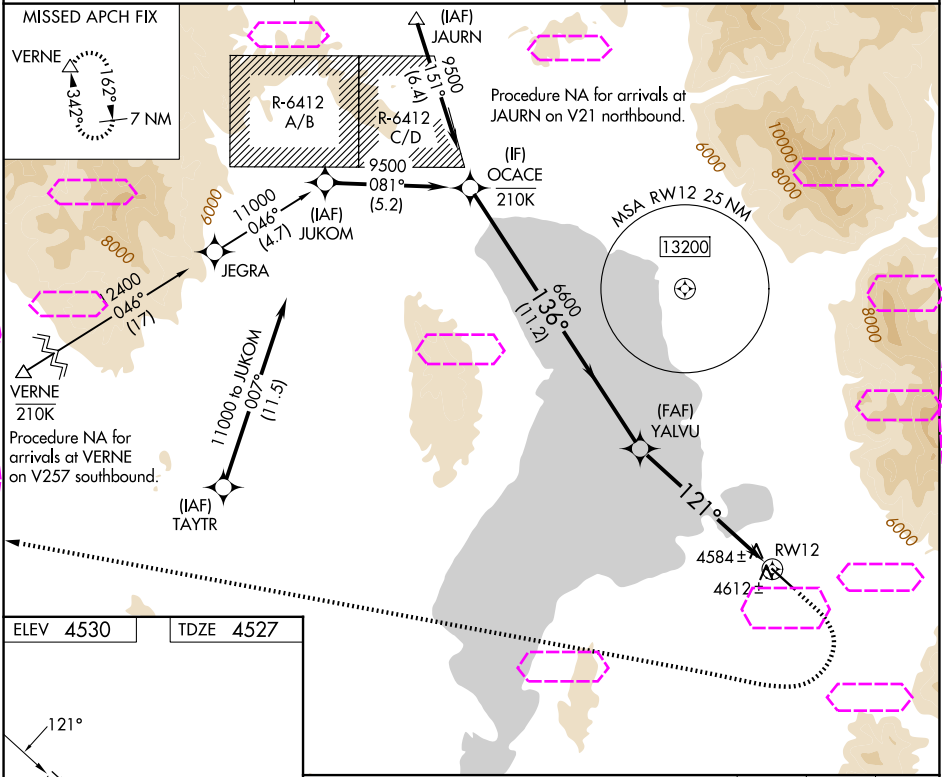 MISSED APCH FIX
VERNE
342°
162°
7 NM
R-6412
A/B
R-6412
C/D
(IAF)
JAURN
9500
151°
(6.4)
Procedure NA for arrivals at
JAURN on V21 northbound.
(IF)
OCACE
210K
9500
081°
(5.2)
(IAF)
JUKOM
11000
046°
(4.7)
JEGRA
6000
8000
12400
046°
(17)
VERNE
210K
Procedure NA for
arrivals at VERNE
on V257 southbound.
11000 to JUKOM
007°
(11.5)
(IAF)
TAYTR
MSA RW12 25 NM
13200
6000
10000
8000
8000
6000
6600
136°
(11.2)
(FAF)
YALVU
121°
4584 ±
RW12
4612 ±
ELEV 4530
TDZE 4527
121°